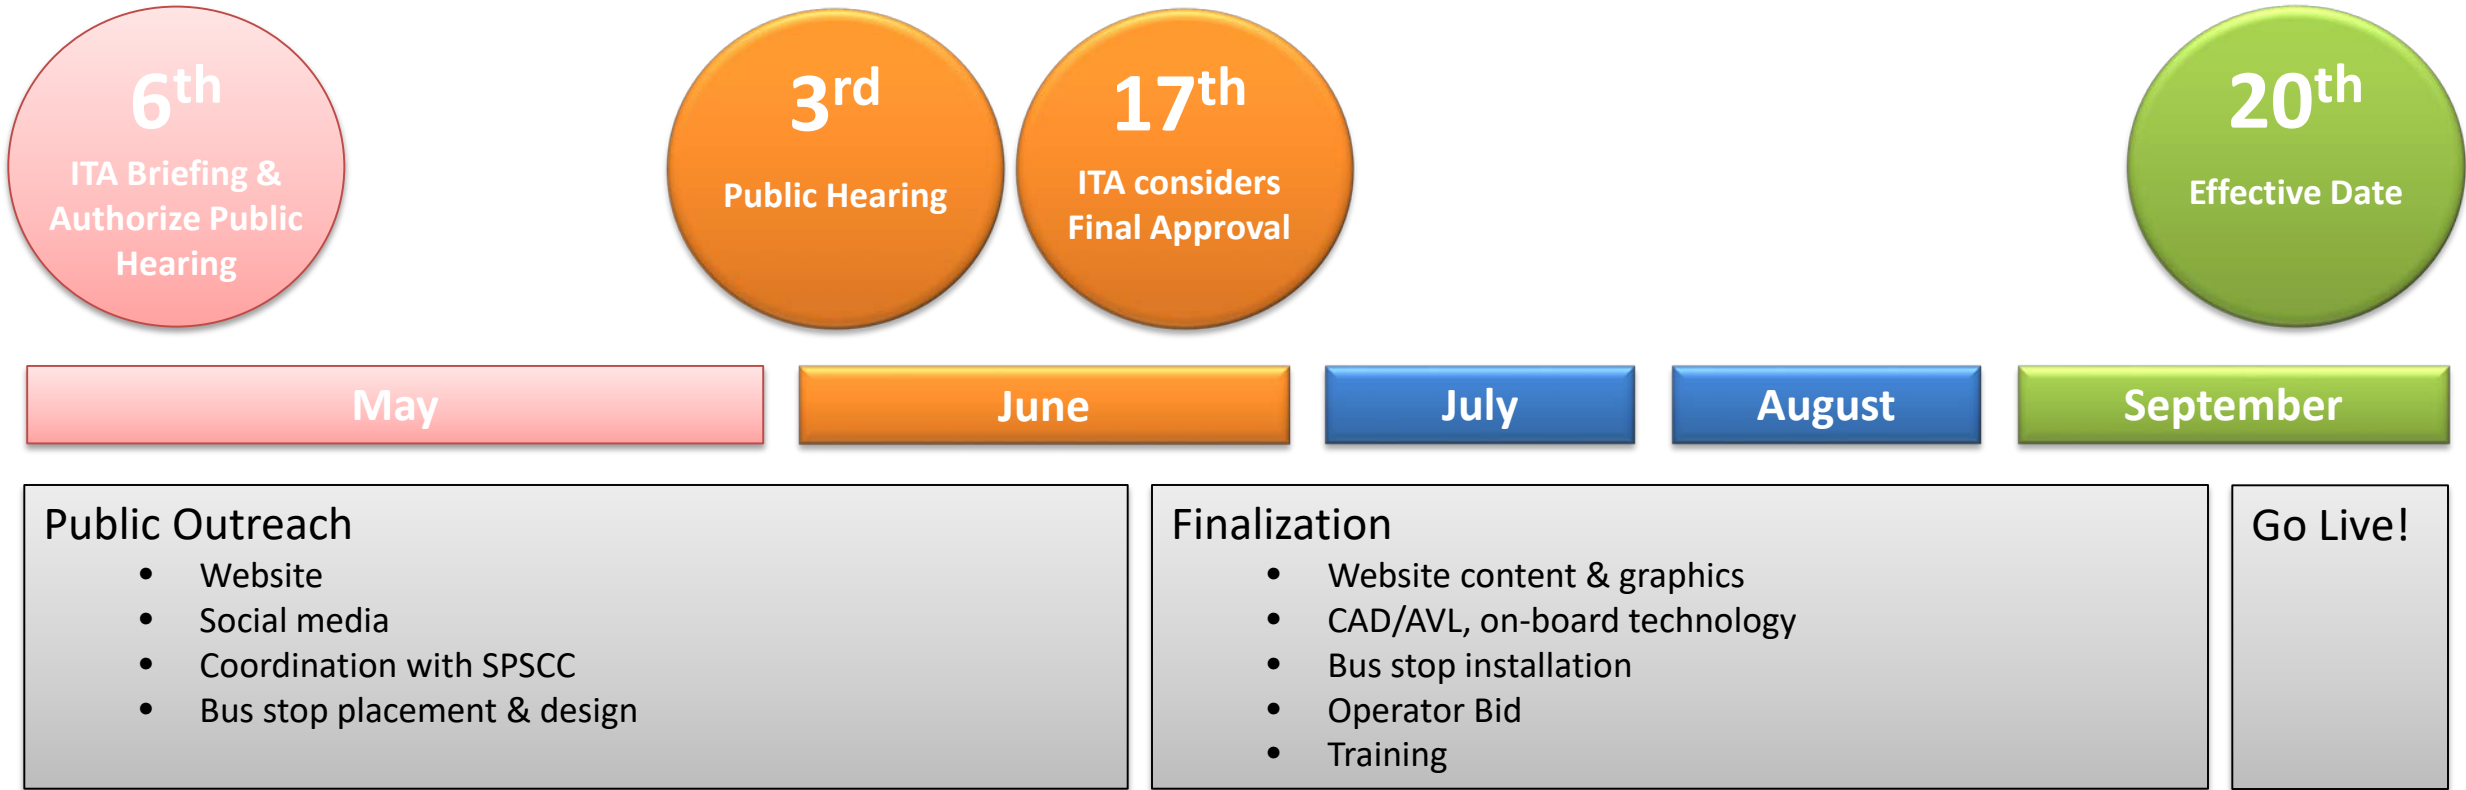 6th
ITA Briefing &
Authorize Public
Hearing
3rd
Public Hearing
17th
ITA considers
Final Approval
20th
Effective Date
May
June
July
August
September
Public Outreach
• Website
• Social media
• Coordination with SPSCC
• Bus stop placement & design
Finalization
• Website content & graphics
• CAD/AVL, on-board technology
• Bus stop installation
• Operator Bid
• Training
Go Live!